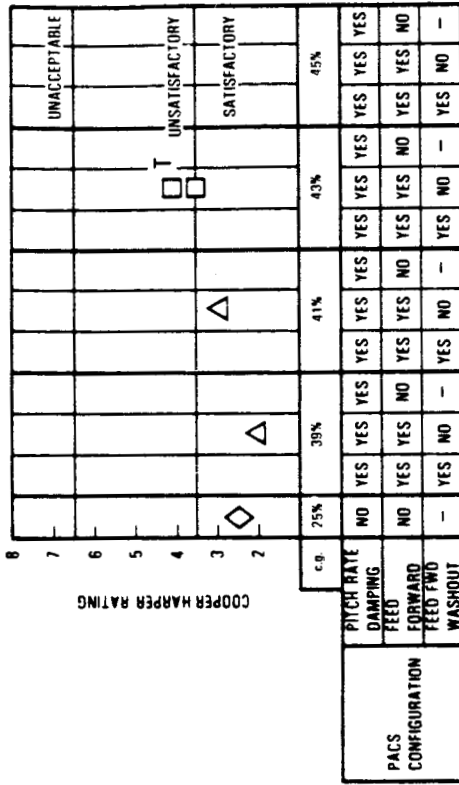 COOPER HARPER RATING
8
7
6
5
4
3
2
UNACCEPTABLE
UNSATISFACTORY
SATISFACTORY
T
c.g. 25% 39% 41% 43% 45%
PACS
CONFIGURATION
PITCH RATE
DAMPING
NO YES YES YES YES YES YES YES YES YES YES YES YES
FEED
FORWARD
NO YES YES NO YES YES NO YES YES NO YES YES NO
FEED FWD
WASHOUT
– YES NO – YES NO – YES NO – YES NO –